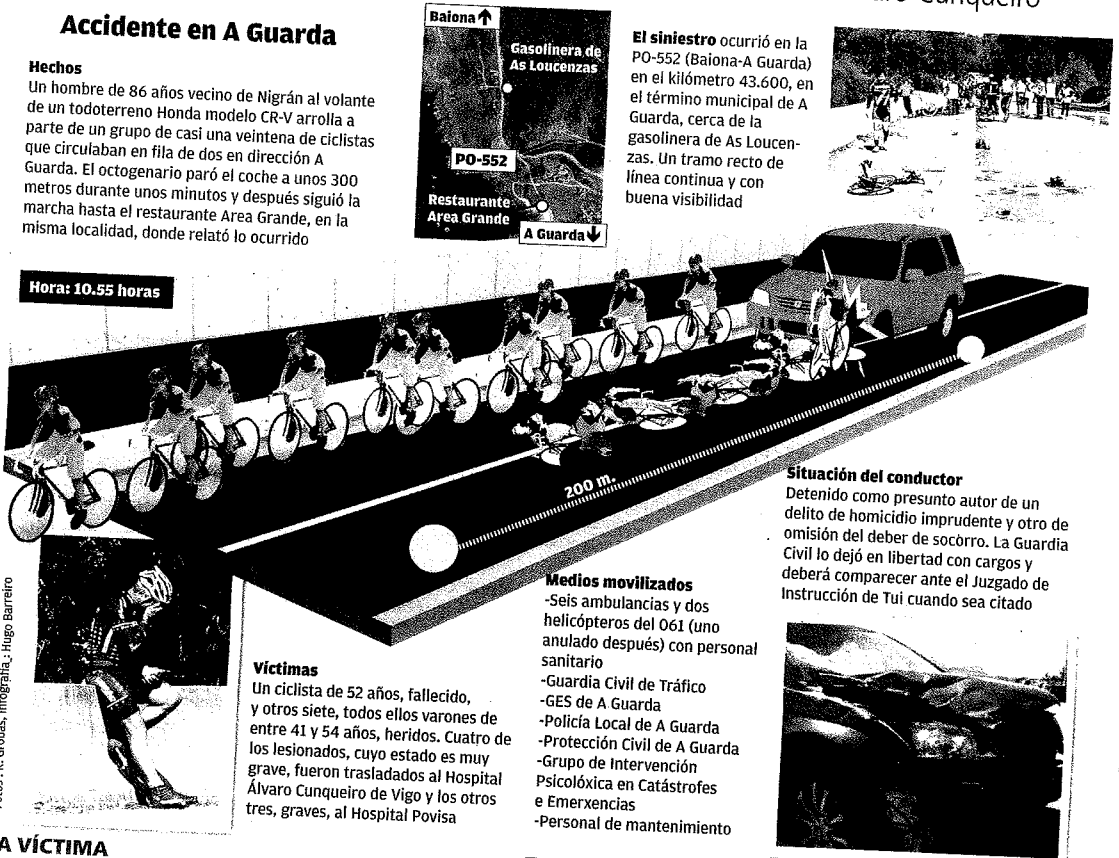 Accidente en A Guarda
Hechos
Un hombre de 86 años vecino de Nigrán al volante
de un todoterreno Honda modelo CR-V arrolla a
parte de un grupo de casi una veintena de ciclistas
que circulaban en fila de dos en dirección A
Guarda. El octogenario paró el coche a unos 300
metros durante unos minutos y después siguió la
marcha hasta el restaurante Area Grande, en la
misma localidad, donde relató lo ocurrido
Hora: 10.55 horas
Baiona
Gasolinera de
As Loucenzas
PO-552
Restaurante
Area Grande
A Guarda
El siniestro ocurrió en la
PO-552 (Baiona-A Guarda)
en el kilómetro 43.600, en
el término municipal de A
Guarda, cerca de la
gasolinera de As Loucen-
zas. Un tramo recto de
línea continua y con
buena visibilidad
Cunqueiro
200 m.
Situación del conductor
Detenido como presunto autor de un
delito de homicidio imprudente y otro de
omisión del deber de socorro. La Guardia
Civil lo dejó en libertad con cargos y
deberá comparecer ante el Juzgado de
Instrucción de Tui cuando sea citado
Medios movilizados
-Seis ambulancias y dos
helicópteros del 061 (uno
anulado después) con personal
sanitario
-Guardia Civil de Tráfico
-GES de A Guarda
-Policía Local de A Guarda
-Protección Civil de A Guarda
-Grupo de Intervención
Psicolóxica en Catástrofes
e Emerxencias
-Personal de mantenimiento
Víctimas
Un ciclista de 52 años, fallecido,
y otros siete, todos ellos varones de
entre 41 y 54 años, heridos. Cuatro de
los lesionados, cuyo estado es muy
grave, fueron trasladados al Hospital
Álvaro Cunqueiro de Vigo y los otros
tres, graves, al Hospital Povisa
Grobas, Infografía.: Hugo Barreiro
A VÍCTIMA